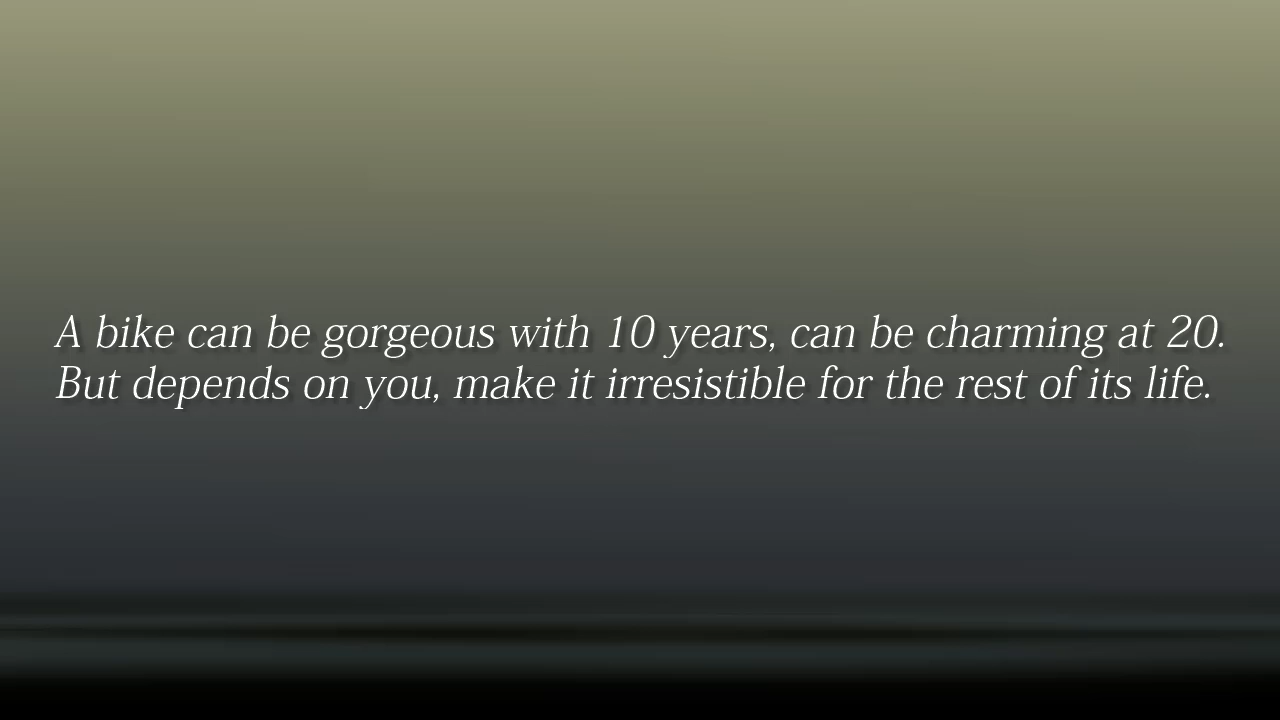 A bike can be gorgeous with 10 years, can be charming at 20.
But depends on you, make it irresistible for the rest of its life.